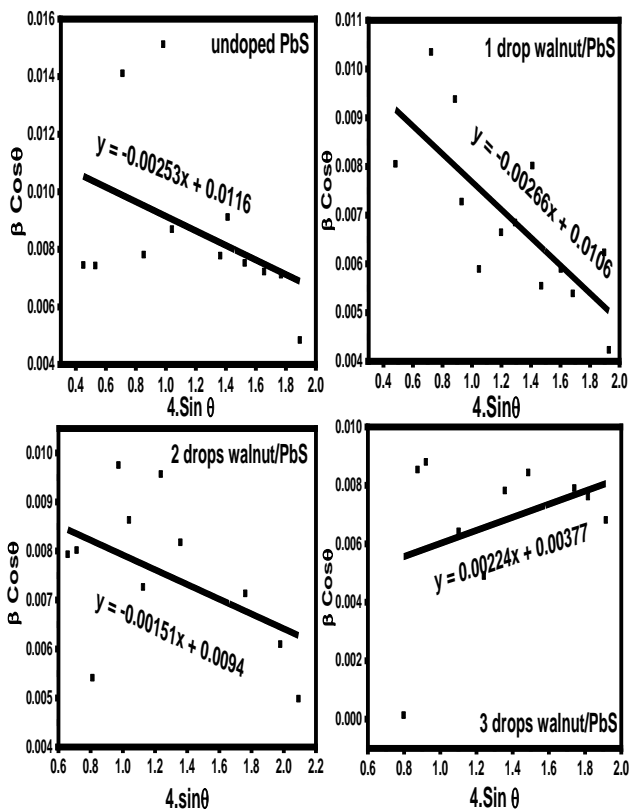 undoped PbS
0.016
0.014
0.012
0.010
0.008
0.006
0.004
β Cosθ
y = -0.00253x + 0.0116
0.4 0.6 0.8 1.0 1.2 1.4 1.6 1.8 2.0
4.Sin θ
1 drop walnut/PbS
0.011
0.010
0.009
0.008
0.007
0.006
0.005
0.004
β Cosθ
y = -0.00266x + 0.0106
0.4 0.6 0.8 1.0 1.2 1.4 1.6 1.8 2.0
4.Sinθ
2 drops walnut/PbS
0.010
0.009
0.008
0.007
0.006
0.005
0.004
β Cosθ
y = -0.00151x + 0.0094
0.6 0.8 1.0 1.2 1.4 1.6 1.8 2.0 2.2
4.sinθ
0.010
0.008
0.006
0.004
0.002
0.000
β Cosθ
y = 0.00224x + 0.00377
3 drops walnut/PbS
0.8 1.0 1.2 1.4 1.6 1.8 2.0
4.Sinθ